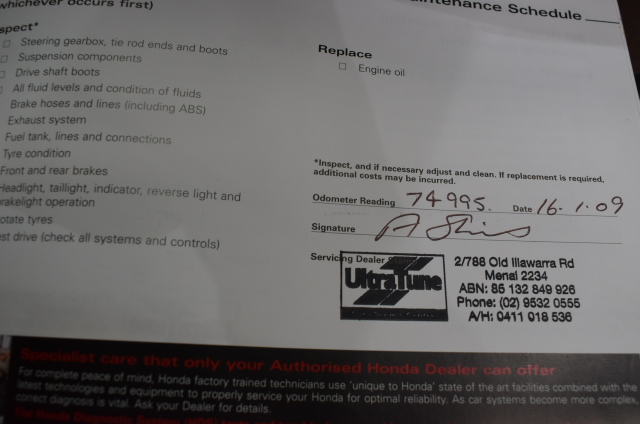 whichever occurs first)
Maintenance Schedule
spect*
Steering gearbox, tie rod ends and boots
Suspension components
Drive shaft boots
All fluid levels and condition of fluids
Brake hoses and lines (including ABS)
Exhaust system
Fuel tank, lines and connections
Tyre condition
Front and rear brakes
Headlight, taillight, indicator, reverse light and
brakelight operation
otate tyres
st drive (check all systems and controls)
Replace
Engine oil
*Inspect, and if necessary adjust and clean. If replacement is required,
additional costs may be incurred.
Odometer Reading 74995. Date 16.1.09
Signature
Servicing Dealer
UltraTune
2/788 Old Illawarra Rd
Menai 2234
ABN: 85 132 849 926
Phone: (02) 9532 0555
A/H: 0411 018 536
Specialist care that only your Authorised Honda Dealer can offer
For complete peace of mind, Honda factory trained technicians use 'unique to Honda' state of the art facilities combined with the
latest technologies and equipment to properly service your Honda for optimal reliability. As car systems become more complex,
correct diagnosis is vital. Ask your Dealer for details.